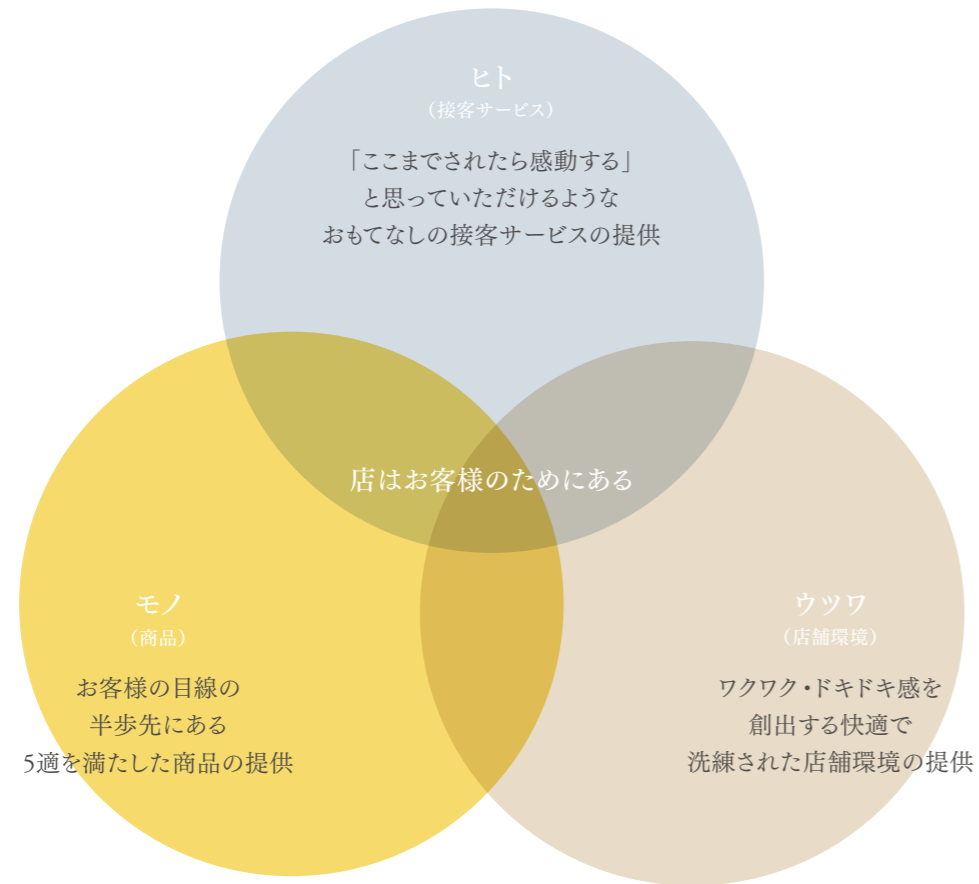 ヒト
（接客サービス）
「ここまでされたら感動する」
と思っていただけるような
おもてなしの接客サービスの提供
店はお客様のためにある
モノ
（商品）
お客様の目線の
半歩先にある
5適を満たした商品の提供
ウツワ
（店舗環境）
ワクワク・ドキドキ感を
創出する快適で
洗練された店舗環境の提供